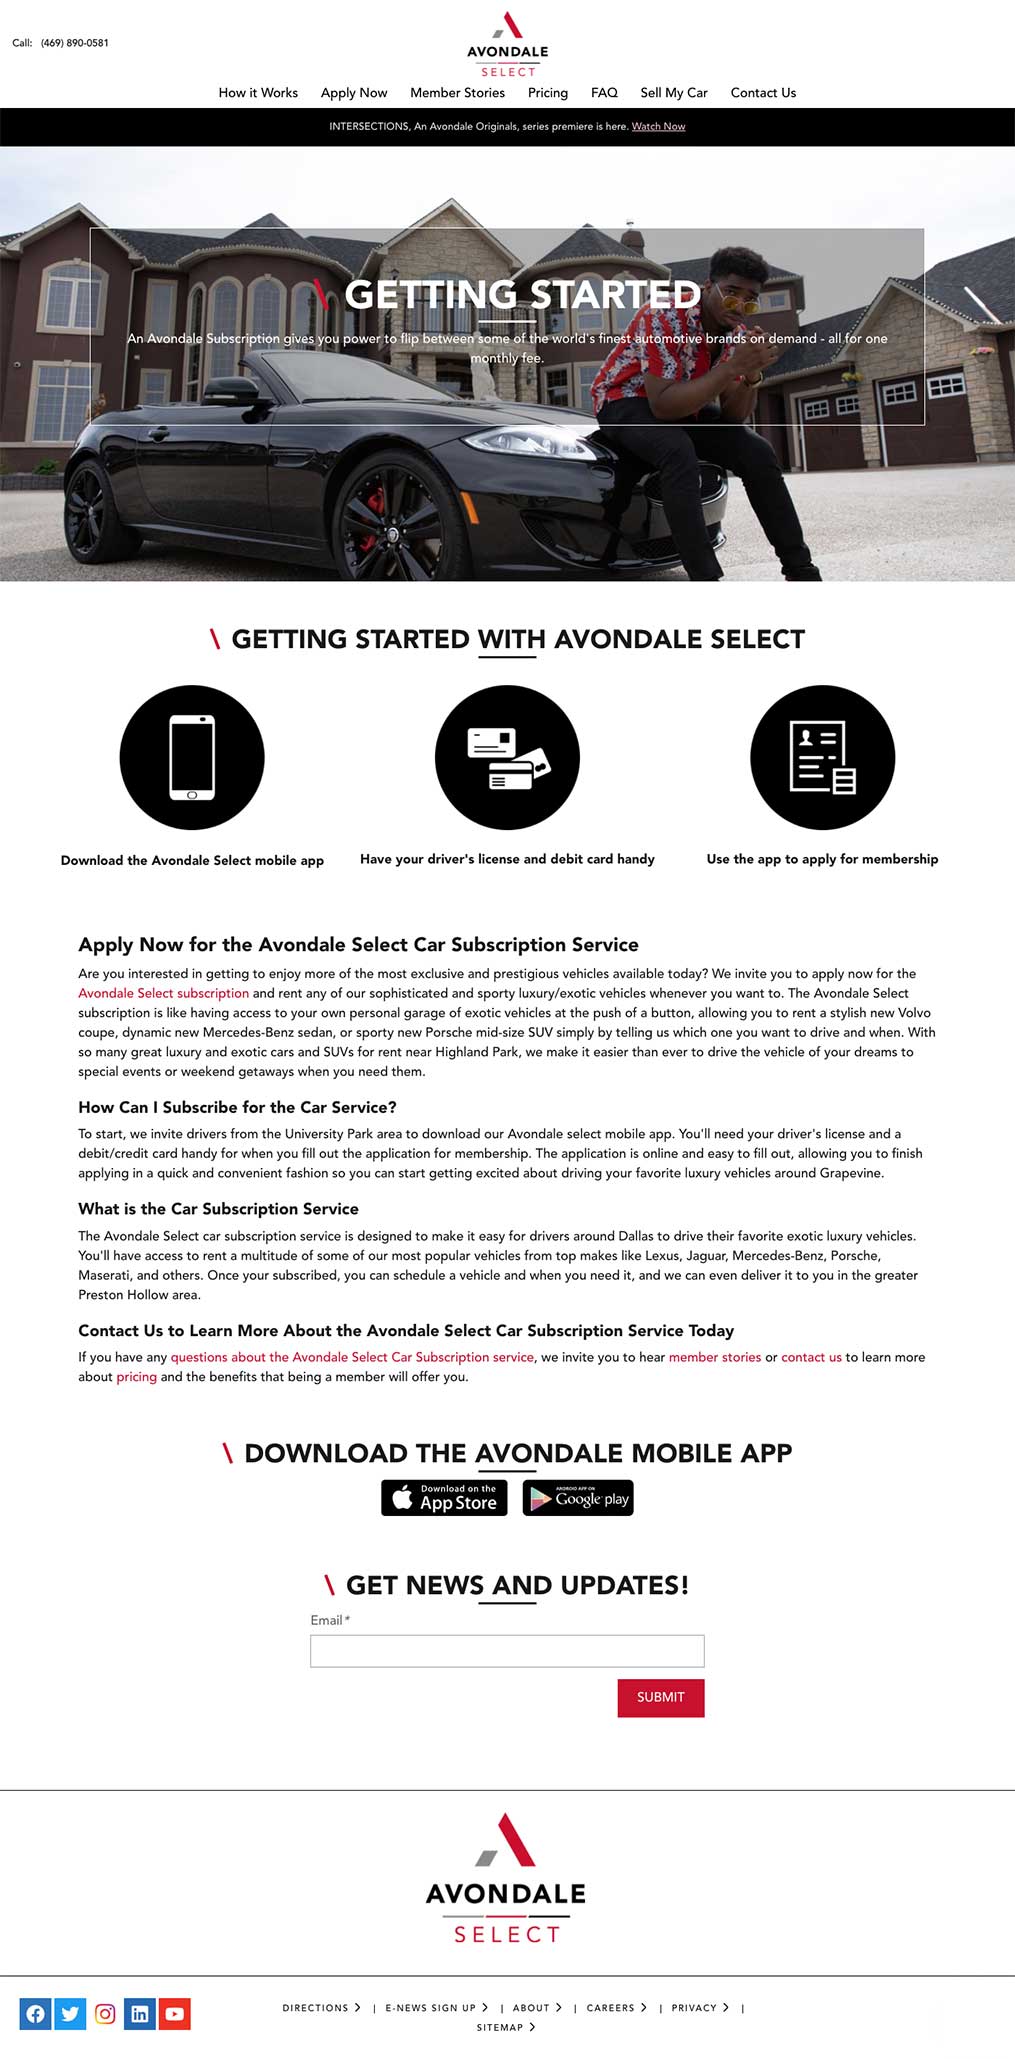 Call: (469) 890-0581
AVONDALE
SELECT
How it Works Apply Now Member Stories Pricing FAQ Sell My Car Contact Us
INTERSECTIONS, An Avondale Originals, series premiere is here. Watch Now
\ GETTING STARTED
An Avondale Subscription gives you power to flip between some of the world's finest automotive brands on demand - all for one
monthly fee.
\ GETTING STARTED WITH AVONDALE SELECT
Download the Avondale Select mobile app
Have your driver's license and debit card handy
Use the app to apply for membership
Apply Now for the Avondale Select Car Subscription Service
Are you interested in getting to enjoy more of the most exclusive and prestigious vehicles available today? We invite you to apply now for the
Avondale Select subscription and rent any of our sophisticated and sporty luxury/exotic vehicles whenever you want to. The Avondale Select
subscription is like having access to your own personal garage of exotic vehicles at the push of a button, allowing you to rent a stylish new Volvo
coupe, dynamic new Mercedes-Benz sedan, or sporty new Porsche mid-size SUV simply by telling us which one you want to drive and when. With
so many great luxury and exotic cars and SUVs for rent near Highland Park, we make it easier than ever to drive the vehicle of your dreams to
special events or weekend getaways when you need them.
How Can I Subscribe for the Car Service?
To start, we invite drivers from the University Park area to download our Avondale select mobile app. You'll need your driver's license and a
debit/credit card handy for when you fill out the application for membership. The application is online and easy to fill out, allowing you to finish
applying in a quick and convenient fashion so you can start getting excited about driving your favorite luxury vehicles around Grapevine.
What is the Car Subscription Service
The Avondale Select car subscription service is designed to make it easy for drivers around Dallas to drive their favorite exotic luxury vehicles.
You'll have access to rent a multitude of some of our most popular vehicles from top makes like Lexus, Jaguar, Mercedes-Benz, Porsche,
Maserati, and others. Once your subscribed, you can schedule a vehicle and when you need it, and we can even deliver it to you in the greater
Preston Hollow area.
Contact Us to Learn More About the Avondale Select Car Subscription Service Today
If you have any questions about the Avondale Select Car Subscription service, we invite you to hear member stories or contact us to learn more
about pricing and the benefits that being a member will offer you.
\ DOWNLOAD THE AVONDALE MOBILE APP
Download on the
App Store
ANDROID APP ON
Google play
\ GET NEWS AND UPDATES!
Email*
SUBMIT
AVONDALE
SELECT
DIRECTIONS > | E-NEWS SIGN UP > | ABOUT > | CAREERS > | PRIVACY > |
SITEMAP >